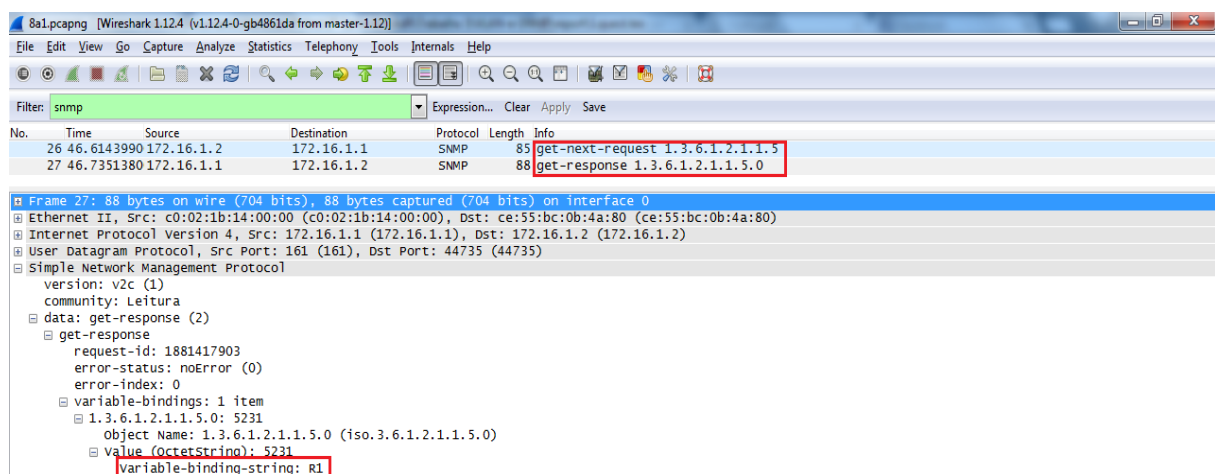 8a1.pcapng [Wireshark 1.12.4 (v1.12.4-0-gb4861da from master-1.12)]
File Edit View Go Capture Analyze Statistics Telephony Tools Internals Help
Filter: snmp Expression... Clear Apply Save
No. Time Source Destination Protocol Length Info
26 46.6143990 172.16.1.2 172.16.1.1 SNMP 85 get-next-request 1.3.6.1.2.1.1.5
27 46.7351380 172.16.1.1 172.16.1.2 SNMP 88 get-response 1.3.6.1.2.1.1.5.0
Frame 27: 88 bytes on wire (704 bits), 88 bytes captured (704 bits) on interface 0
Ethernet II, Src: c0:02:1b:14:00:00 (c0:02:1b:14:00:00), Dst: ce:55:bc:0b:4a:80 (ce:55:bc:0b:4a:80)
Internet Protocol Version 4, Src: 172.16.1.1 (172.16.1.1), Dst: 172.16.1.2 (172.16.1.2)
User Datagram Protocol, Src Port: 161 (161), Dst Port: 44735 (44735)
Simple Network Management Protocol
version: v2c (1)
community: Leitura
data: get-response (2)
get-response
request-id: 1881417903
error-status: noError (0)
error-index: 0
variable-bindings: 1 item
1.3.6.1.2.1.1.5.0: 5231
Object Name: 1.3.6.1.2.1.1.5.0 (iso.3.6.1.2.1.1.5.0)
Value (OctetString): 5231
Variable-binding-string: R1